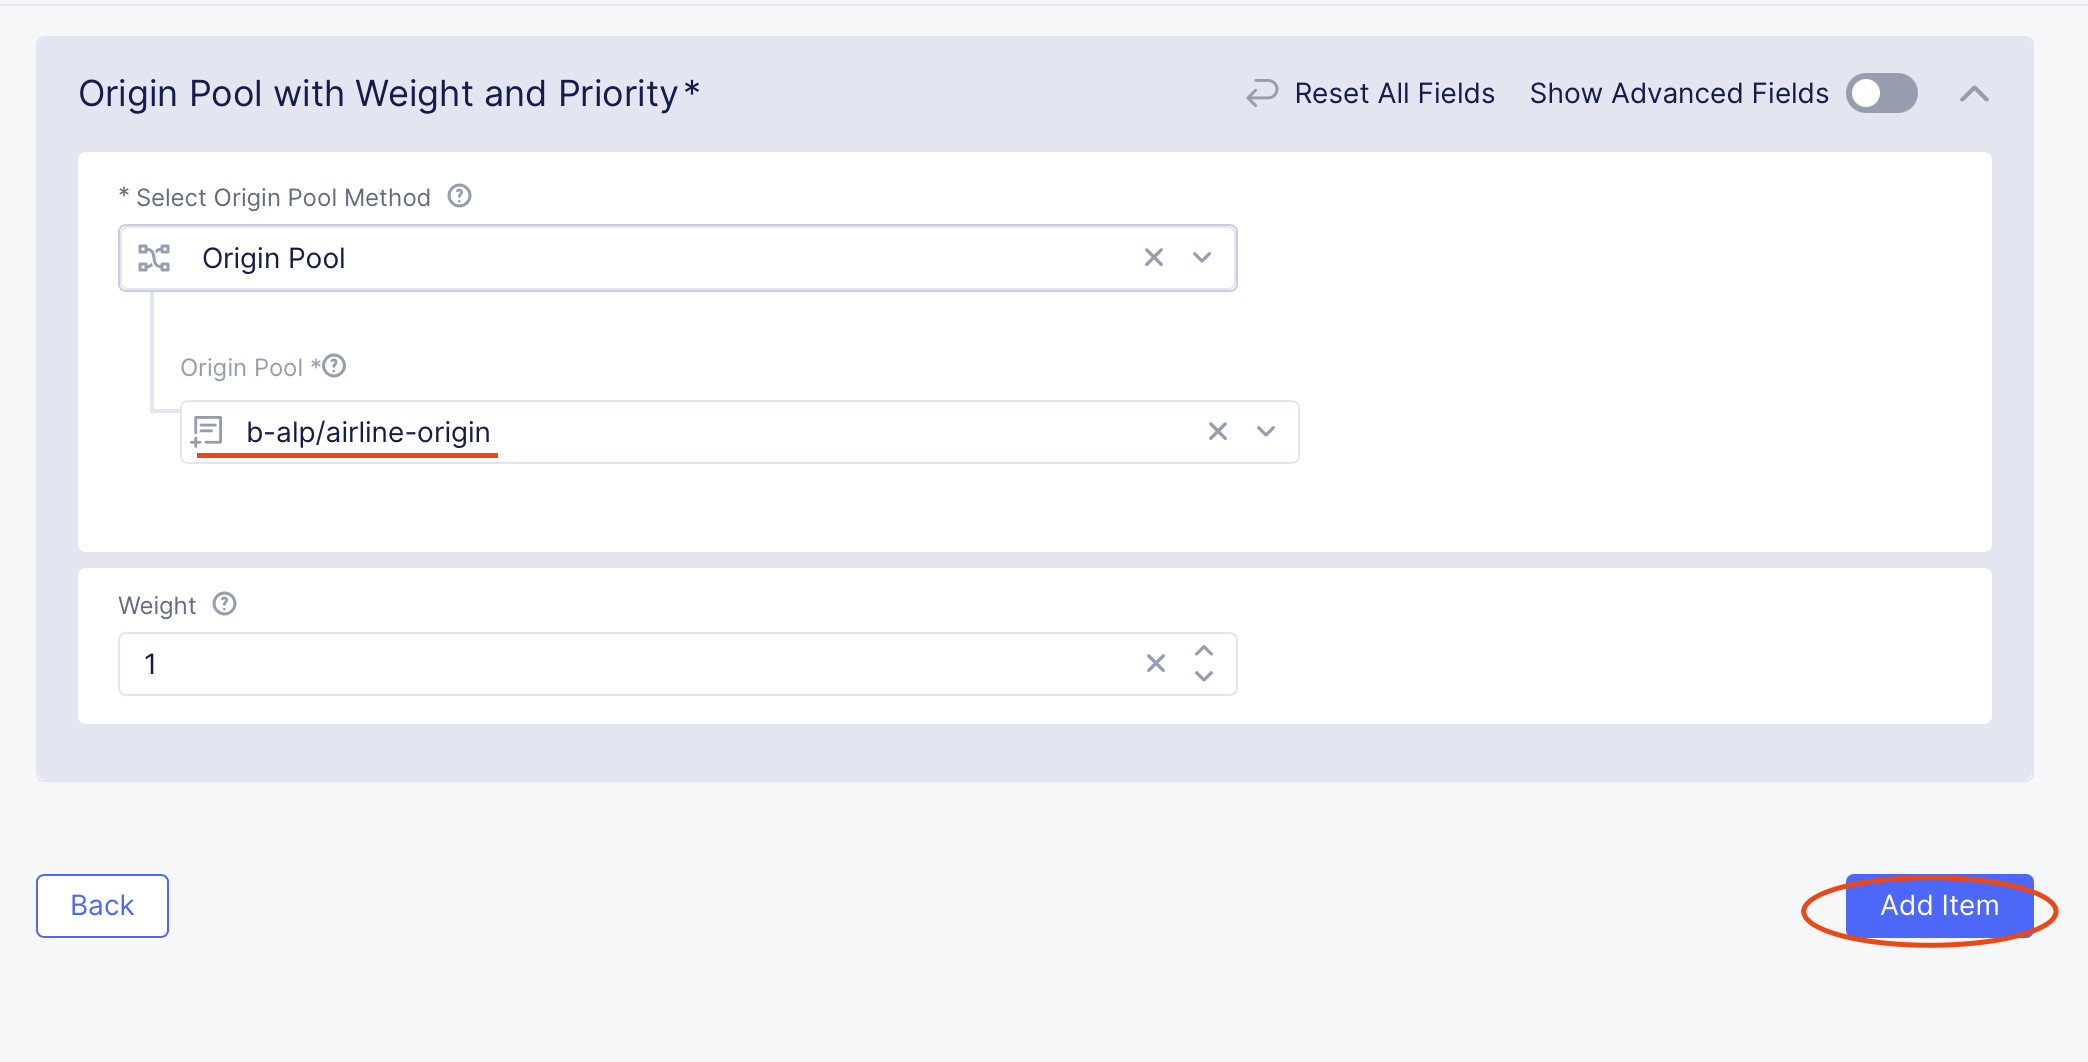 Origin Pool with Weight and Priority*
Reset All Fields
Show Advanced Fields
* Select Origin Pool Method
Origin Pool
Origin Pool *
b-alp/airline-origin
Weight
1
Back
Add Item